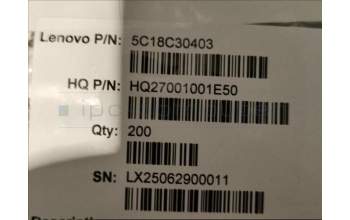 Lenovo P/N: 5C18C30403
HQ P/N: HQ27001001E50
Qty: 200
SN: LX25062900011